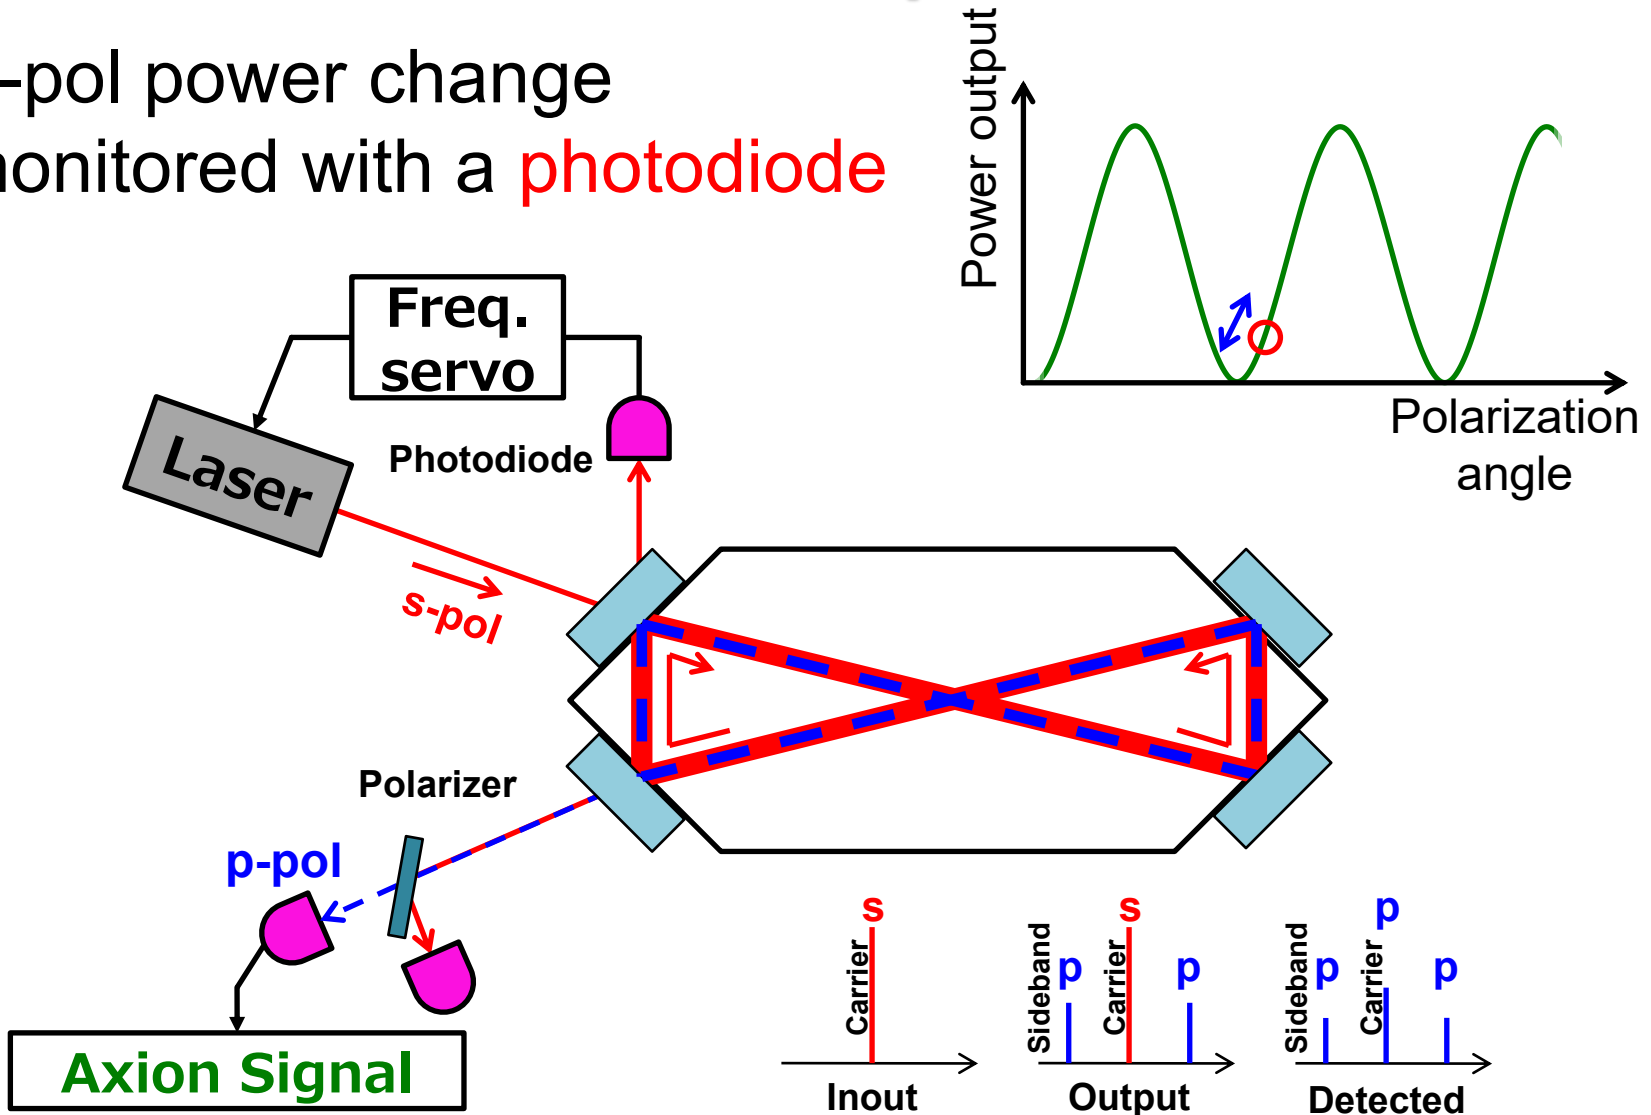 -pol power change
monitored with a photodiode
Power output
Polarization
angle
Freq.
servo
Photodiode
Laser
s-pol
Polarizer
p-pol
Axion Signal
s
Carrier
Inout
Sideband
p
Carrier
s
p
Output
Sideband
p
Carrier
p
p
Detected